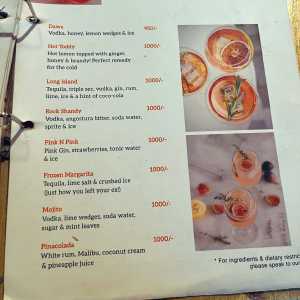 Dawa 950/-
Vodka, honey, lemon wedges & ice
Hot Toddy 1000/-
Hot lemon topped with ginger,
honey & brandy! Perfect remedy
for the cold
Long Island 1000/-
Tequila, triple sec, vodka, gin, rum,
lime, ice & a hint of coco-cola
Rock Shandy 1000/-
Vodka, angostura bitter, soda water,
sprite & ice
Pink N Pink 1000/-
Pink Gin, strawberries, tonic water
& ice
Frozen Margarita 1000/-
Tequila, lime salt & crushed ice
(just how you left your ex!)
Mojito 1000/-
Vodka, lime wedges, soda water,
sugar & mint leaves
Pinacolada 1000/-
White rum, Malibu, coconut cream
& pineapple juice
* For ingredients & dietary restric
please speak to our